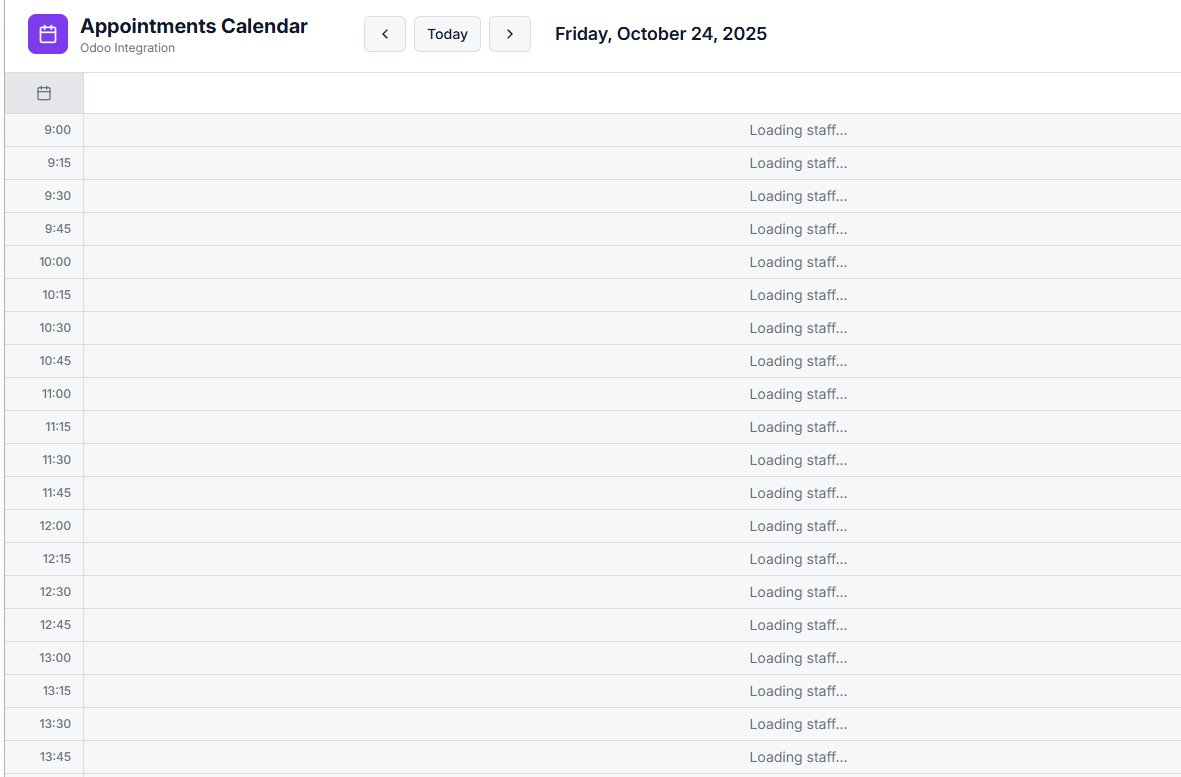 Appointments Calendar
Odoo Integration
Today
Friday, October 24, 2025
9:00 Loading staff...
9:15 Loading staff...
9:30 Loading staff...
9:45 Loading staff...
10:00 Loading staff...
10:15 Loading staff...
10:30 Loading staff...
10:45 Loading staff...
11:00 Loading staff...
11:15 Loading staff...
11:30 Loading staff...
11:45 Loading staff...
12:00 Loading staff...
12:15 Loading staff...
12:30 Loading staff...
12:45 Loading staff...
13:00 Loading staff...
13:15 Loading staff...
13:30 Loading staff...
13:45 Loading staff...